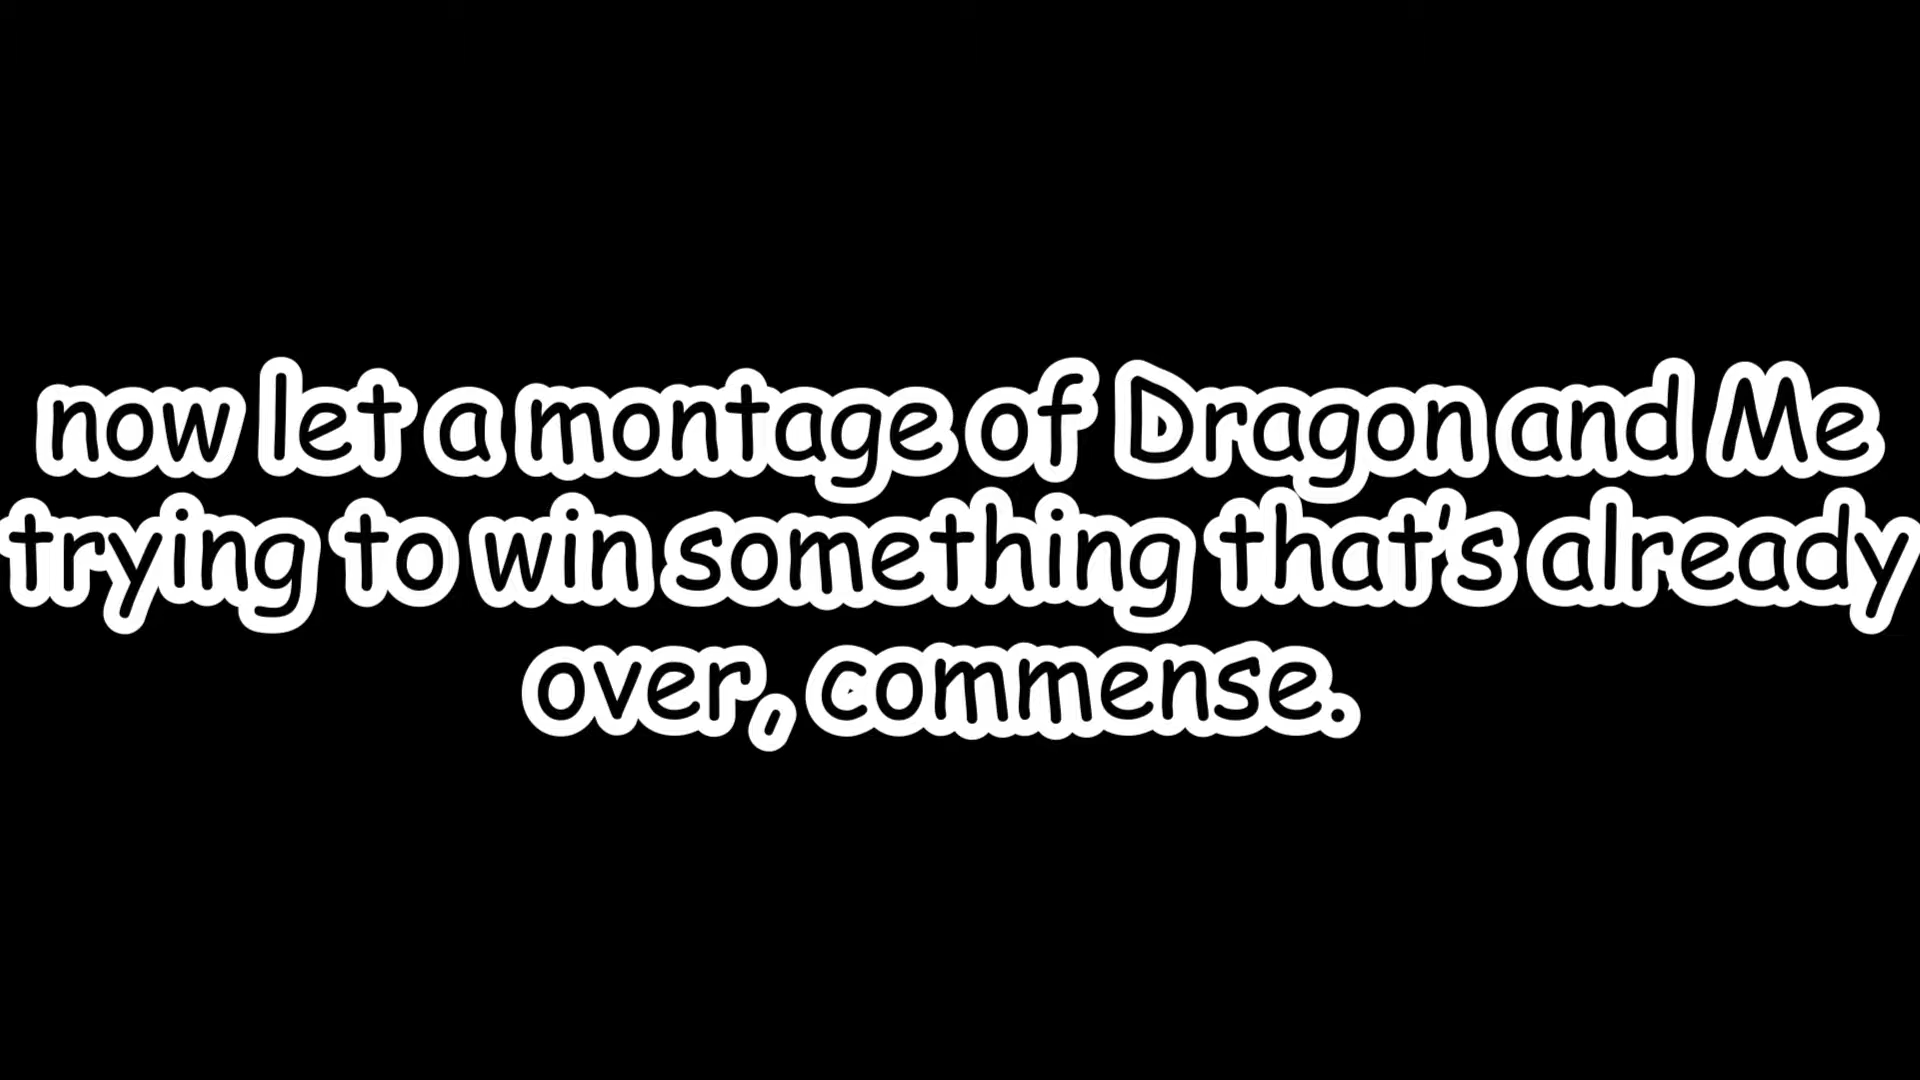 now let a montage of Dragon and Me
trying to win something that's already
over, commense.